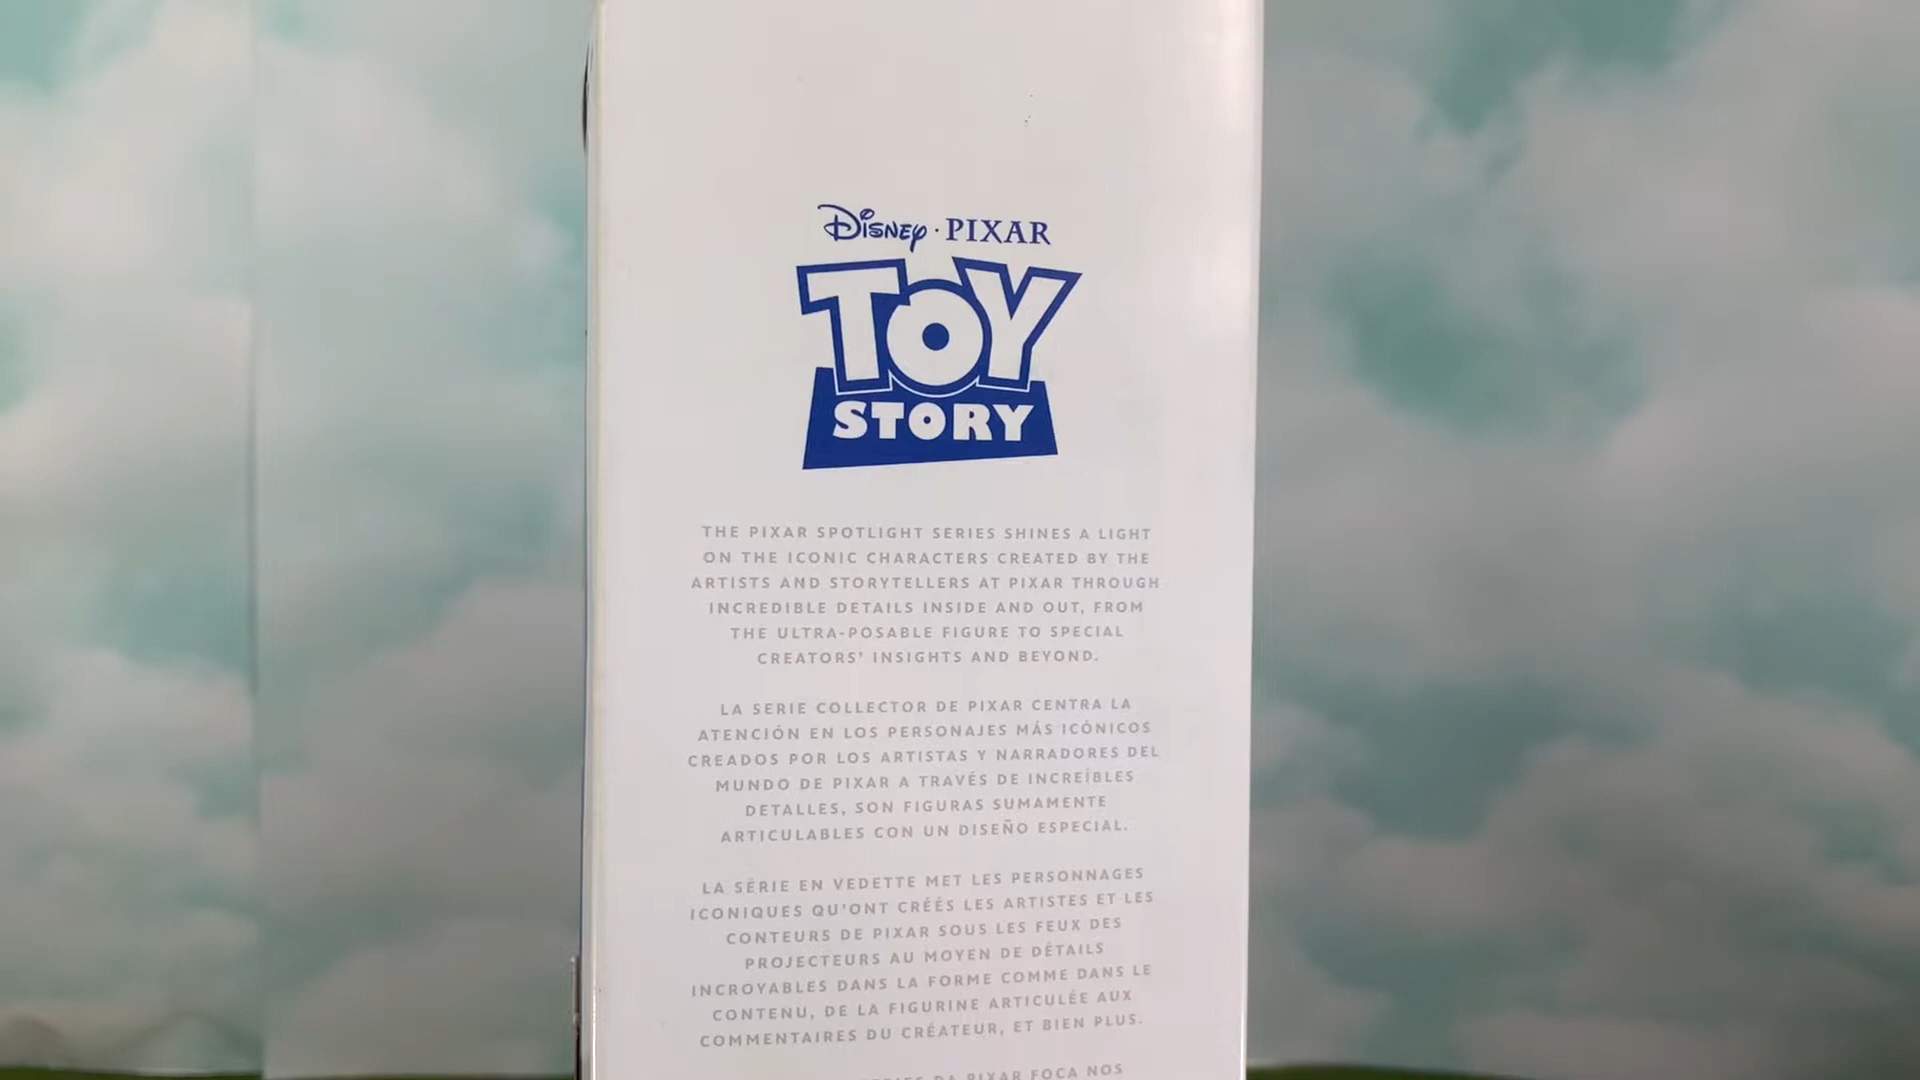 Disney · PIXAR
TOY
STORY
THE PIXAR SPOTLIGHT SERIES SHINES A LIGHT
ON THE ICONIC CHARACTERS CREATED BY THE
ARTISTS AND STORYTELLERS AT PIXAR THROUGH
INCREDIBLE DETAILS INSIDE AND OUT, FROM
THE ULTRA-POSABLE FIGURE TO SPECIAL
CREATORS' INSIGHTS AND BEYOND.
LA SERIE COLLECTOR DE PIXAR CENTRA LA
ATENCIÓN EN LOS PERSONAJES MÁS ICÓNICOS
CREADOS POR LOS ARTISTAS Y NARRADORES DEL
MUNDO DE PIXAR A TRAVÉS DE INCREÍBLES
DETALLES, SON FIGURAS SUMAMENTE
ARTICULABLES CON UN DISEÑO ESPECIAL.
LA SÉRIE EN VEDETTE MET LES PERSONNAGES
ICONIQUES QU'ONT CRÉÉS LES ARTISTES ET LES
CONTEURS DE PIXAR SOUS LES FEUX DES
PROJECTEURS AU MOYEN DE DÉTAILS
INCROYABLES DANS LA FORME COMME DANS LE
CONTENU, DE LA FIGURINE ARTICULÉE AUX
COMMENTAIRES DU CRÉATEUR, ET BIEN PLUS.
DA PIXAR FOCA NOS